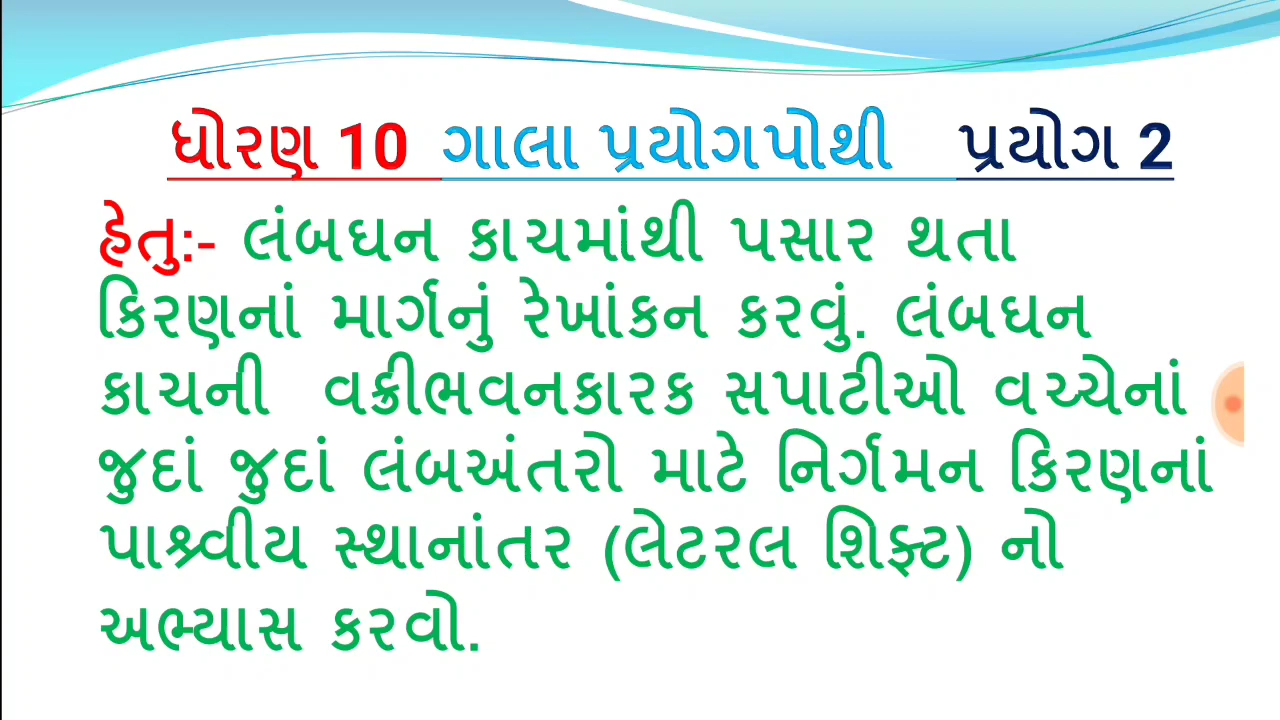 ધોરણ 10 ગાલા પ્રયોગપોથી પ્રયોગ 2
હેતુ:- લંબઘન કાચમાંથી પસાર થતા
કિરણનાં માર્ગનું રેખાંકન કરવું. લંબઘન
કાચની વક્રીભવનકારક સપાટીઓ વચ્ચેનાં
જુદાં જુદાં લંબઅંતરો માટે નિર્ગમન કિરણનાં
પાશ્ર્વીય સ્થાનાંતર (લેટરલ શિફ્ટ) નો
અભ્યાસ કરવો.